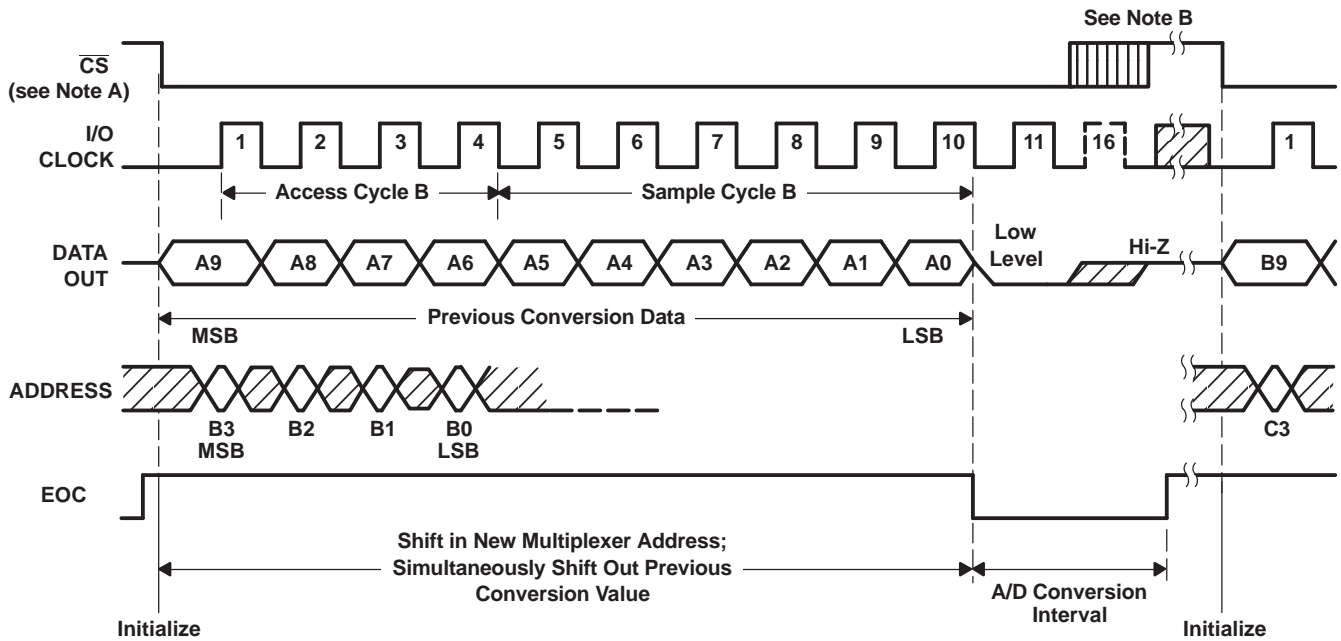 See Note B
CS
(see Note A)
I/O
CLOCK
1 2 3 4 5 6 7 8 9 10 11 16 1
Access Cycle B
Sample Cycle B
DATA
OUT
A9 A8 A7 A6 A5 A4 A3 A2 A1 A0
Low
Level
Hi-Z
B9
Previous Conversion Data
MSB
LSB
ADDRESS
B3
MSB
B2
B1
B0
LSB
C3
EOC
Shift in New Multiplexer Address;
Simultaneously Shift Out Previous
Conversion Value
A/D Conversion
Interval
Initialize
Initialize